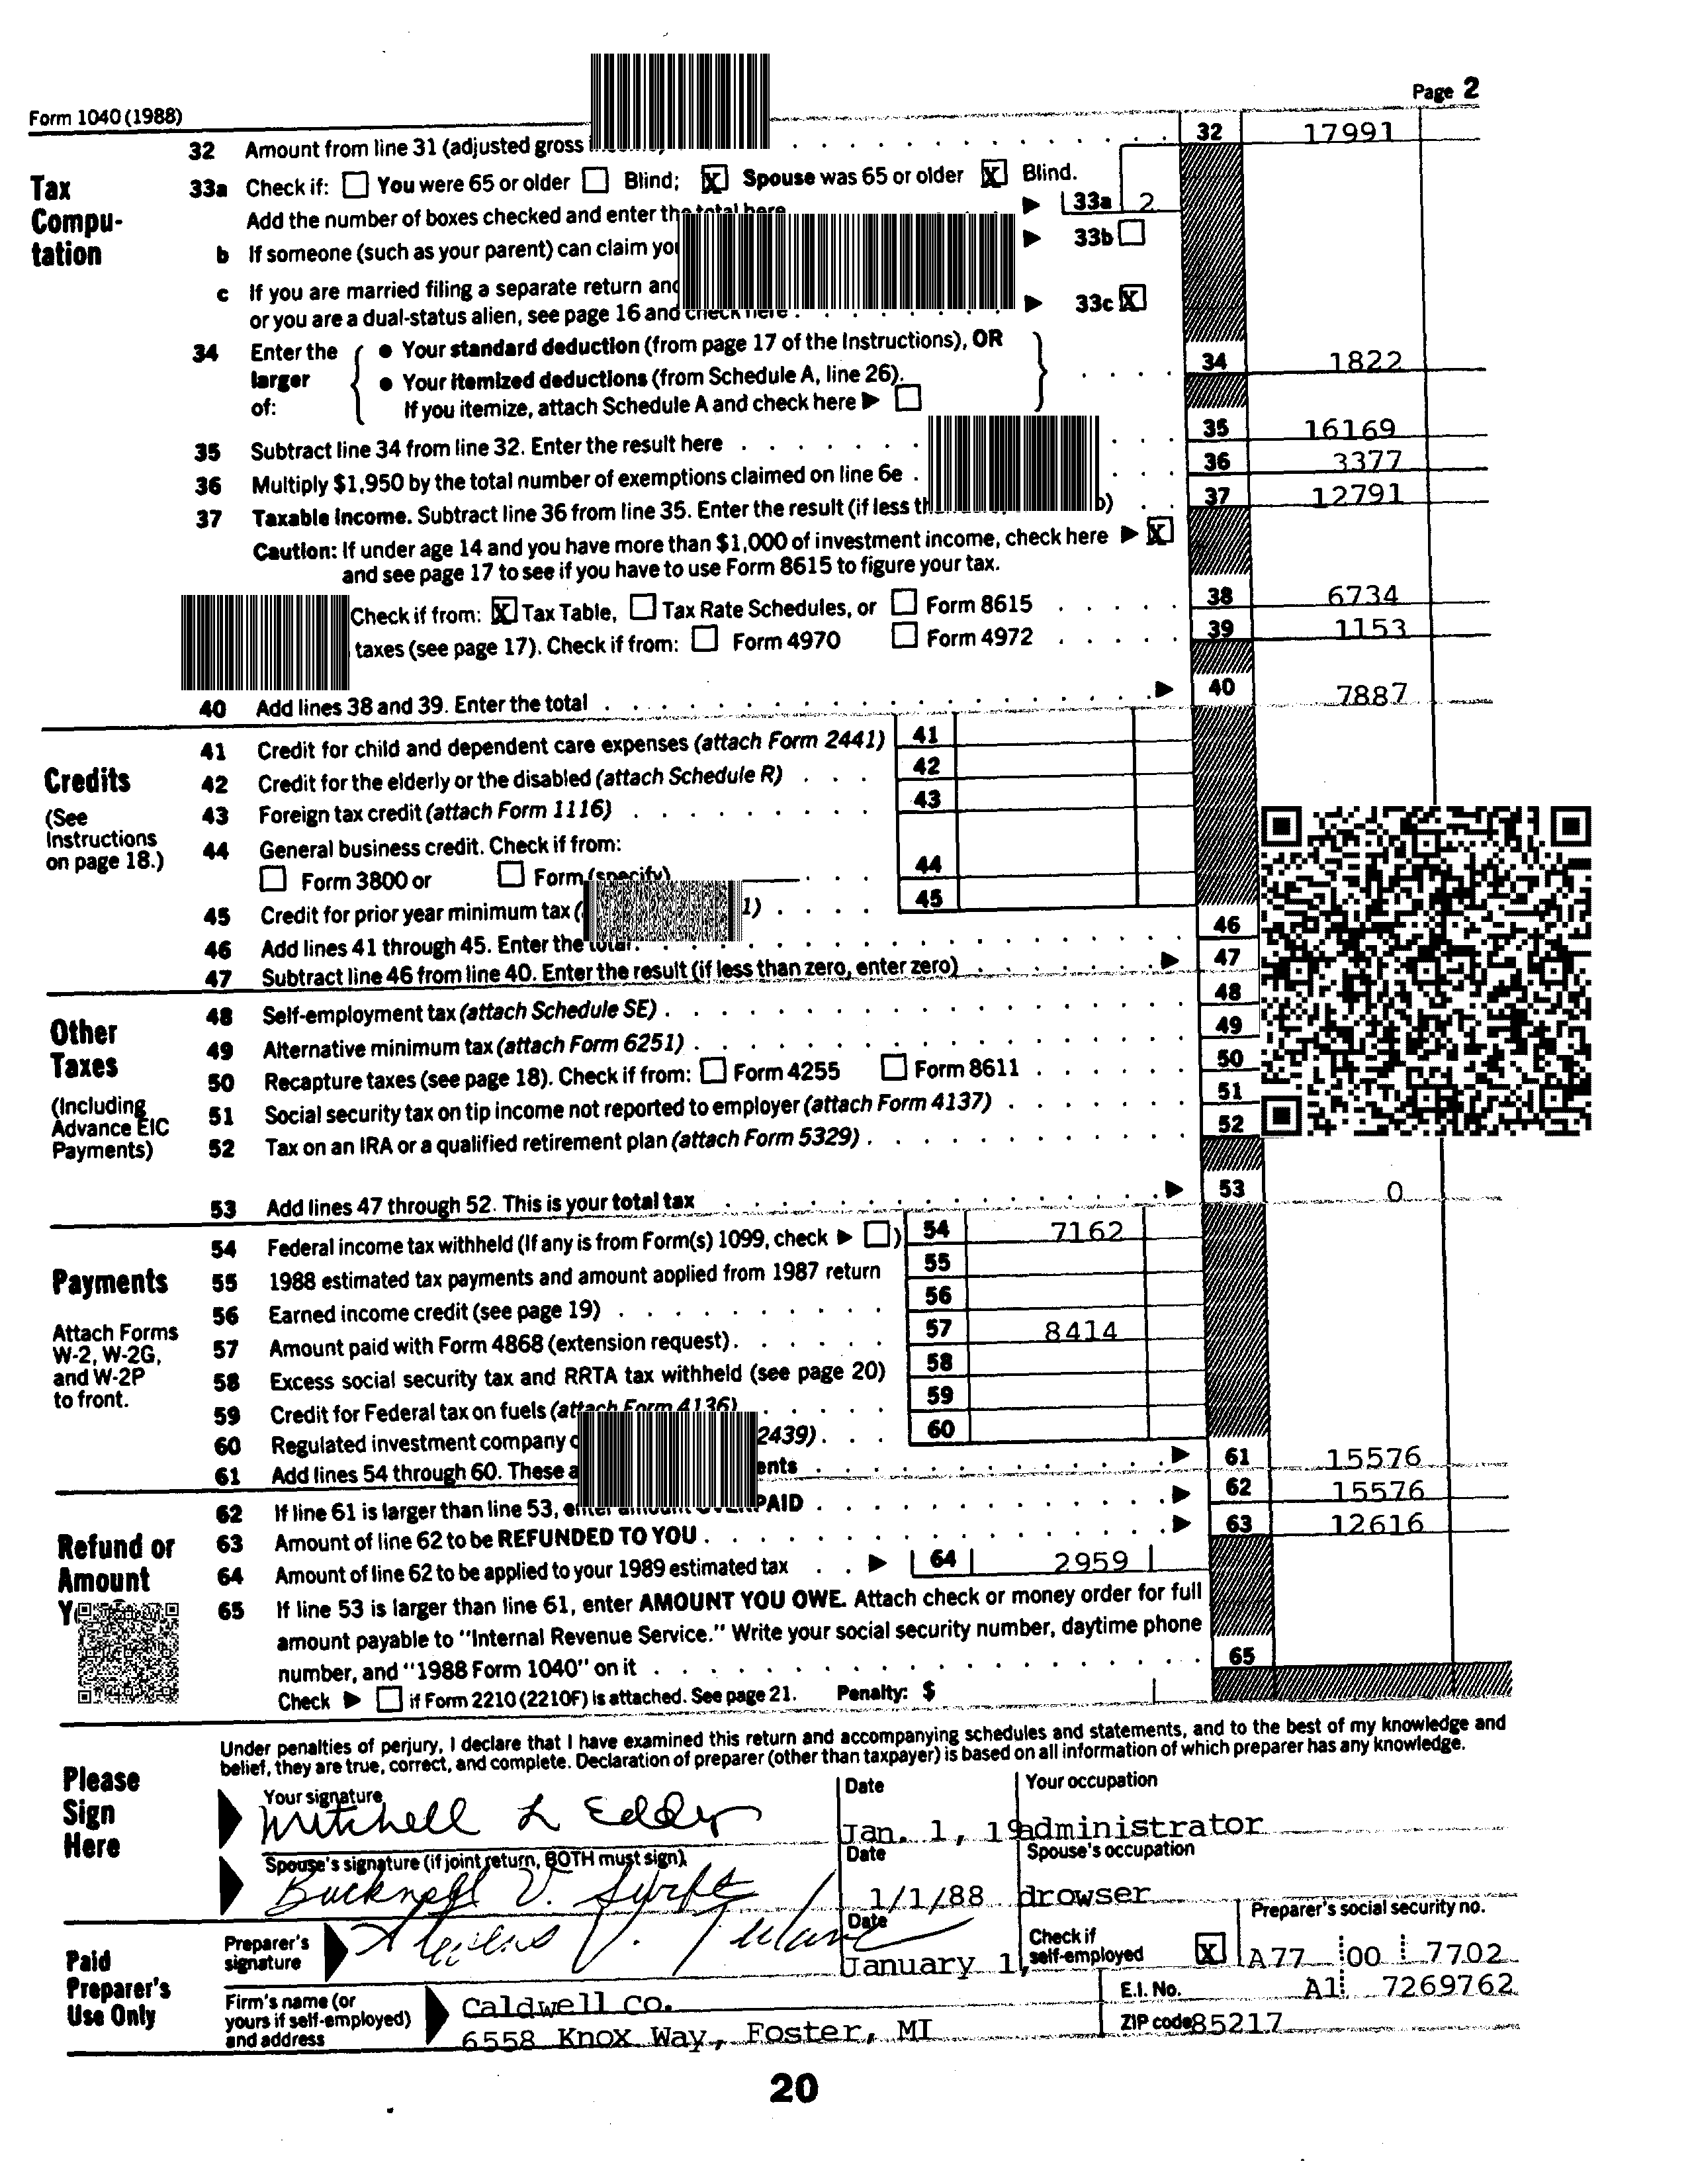 Form 1040 (1988)
Page 2
32 Amount from line 31 (adjusted gross 32 17991
Tax Compu-tation
33a Check if: You were 65 or older Blind; X Spouse was 65 or older X Blind.
Add the number of boxes checked and enter the total here 33a 2
b If someone (such as your parent) can claim 33b
c If you are married filing a separate return
or you are a dual-status alien, see page 16 and check here 33c X
34 Enter the larger of:
• Your standard deduction (from page 17 of the Instructions), OR
• Your itemized deductions (from Schedule A, line 26).
If you itemize, attach Schedule A and check here
34 1822
35 Subtract line 34 from line 32. Enter the result here 35 16169
36 Multiply $1,950 by the total number of exemptions claimed on line 6e 36 3377
37 Taxable income. Subtract line 36 from line 35. Enter the result (if less 37 12791
Caution: If under age 14 and you have more than $1,000 of investment income, check here X
and see page 17 to see if you have to use Form 8615 to figure your tax.
Check if from: X Tax Table, Tax Rate Schedules, or Form 8615 38 6734
taxes (see page 17). Check if from: Form 4970 Form 4972 39 1153
40 Add lines 38 and 39. Enter the total 40 7887
Credits
(See Instructions on page 18.)
41 Credit for child and dependent care expenses (attach Form 2441) 41
42 Credit for the elderly or the disabled (attach Schedule R) 42
43 Foreign tax credit (attach Form 1116) 43
44 General business credit. Check if from:
Form 3800 or Form (specify) 44
45 Credit for prior year minimum tax 45
46 Add lines 41 through 45. Enter the total 46
47 Subtract line 46 from line 40. Enter the result (if less than zero, enter zero) 47
Other Taxes
(Including Advance EIC Payments)
48 Self-employment tax (attach Schedule SE) 48
49 Alternative minimum tax (attach Form 6251) 49
50 Recapture taxes (see page 18). Check if from: Form 4255 Form 8611 50
51 Social security tax on tip income not reported to employer (attach Form 4137) 51
52 Tax on an IRA or a qualified retirement plan (attach Form 5329) 52
53 Add lines 47 through 52. This is your total tax 53 0
Payments
Attach Forms W-2, W-2G, and W-2P to front.
54 Federal income tax withheld (If any is from Form(s) 1099, check ) 54 7162
55 1988 estimated tax payments and amount applied from 1987 return 55
56 Earned income credit (see page 19) 56
57 Amount paid with Form 4868 (extension request) 57 8414
58 Excess social security tax and RRTA tax withheld (see page 20) 58
59 Credit for Federal tax on fuels (attach Form 4136) 59
60 Regulated investment company 2439) 60
61 Add lines 54 through 60. These 61 15576
62 If line 61 is larger than line 53, enter amount OVERPAID 62 15576
Refund or Amount
63 Amount of line 62 to be REFUNDED TO YOU 63 12616
64 Amount of line 62 to be applied to your 1989 estimated tax 64 2959
65 If line 53 is larger than line 61, enter AMOUNT YOU OWE. Attach check or money order for full
amount payable to "Internal Revenue Service." Write your social security number, daytime phone
number, and "1988 Form 1040" on it 65
Check if Form 2210 (2210F) is attached. See page 21. Penalty: $
Under penalties of perjury, I declare that I have examined this return and accompanying schedules and statements, and to the best of my knowledge and
belief, they are true, correct, and complete. Declaration of preparer (other than taxpayer) is based on all information of which preparer has any knowledge.
Please Sign Here
Your signature Date Your occupation
Mitchell L Eddy Jan. 1, 19 administrator
Spouse's signature (if joint return, BOTH must sign) Date Spouse's occupation
Bucknell V. Swift 1/1/88 drowser
Paid Preparer's Use Only
Preparer's signature Stevens V. Tulane Date January 1, Check if self-employed X Preparer's social security no. A77 00 7702
Firm's name (or yours if self-employed) and address
Caldwell Co. E.I. No. A1 7269762
6558 Knox Way, Foster, MI ZIP code 85217
20